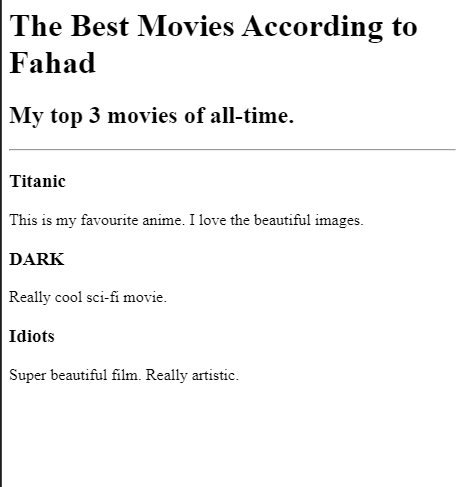 The Best Movies According to
Fahad
My top 3 movies of all-time.
Titanic
This is my favourite anime. I love the beautiful images.
DARK
Really cool sci-fi movie.
Idiots
Super beautiful film. Really artistic.